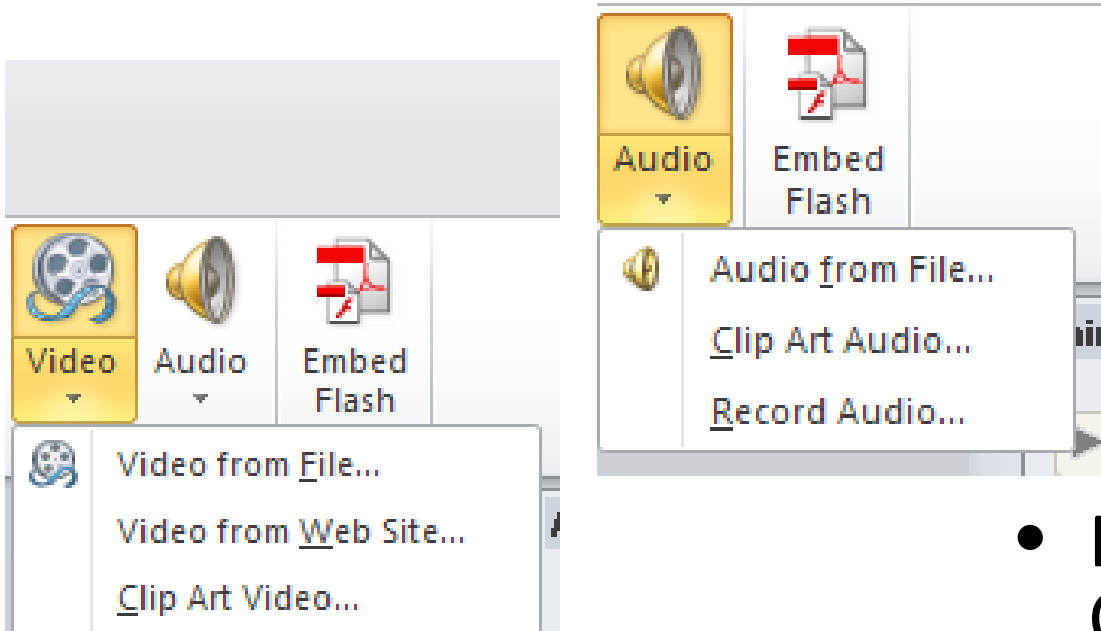 Video
Audio
Embed
Flash
Video from File...
Video from Web Site...
Clip Art Video...
Audio
Embed
Flash
Audio from File...
Clip Art Audio...
Record Audio...